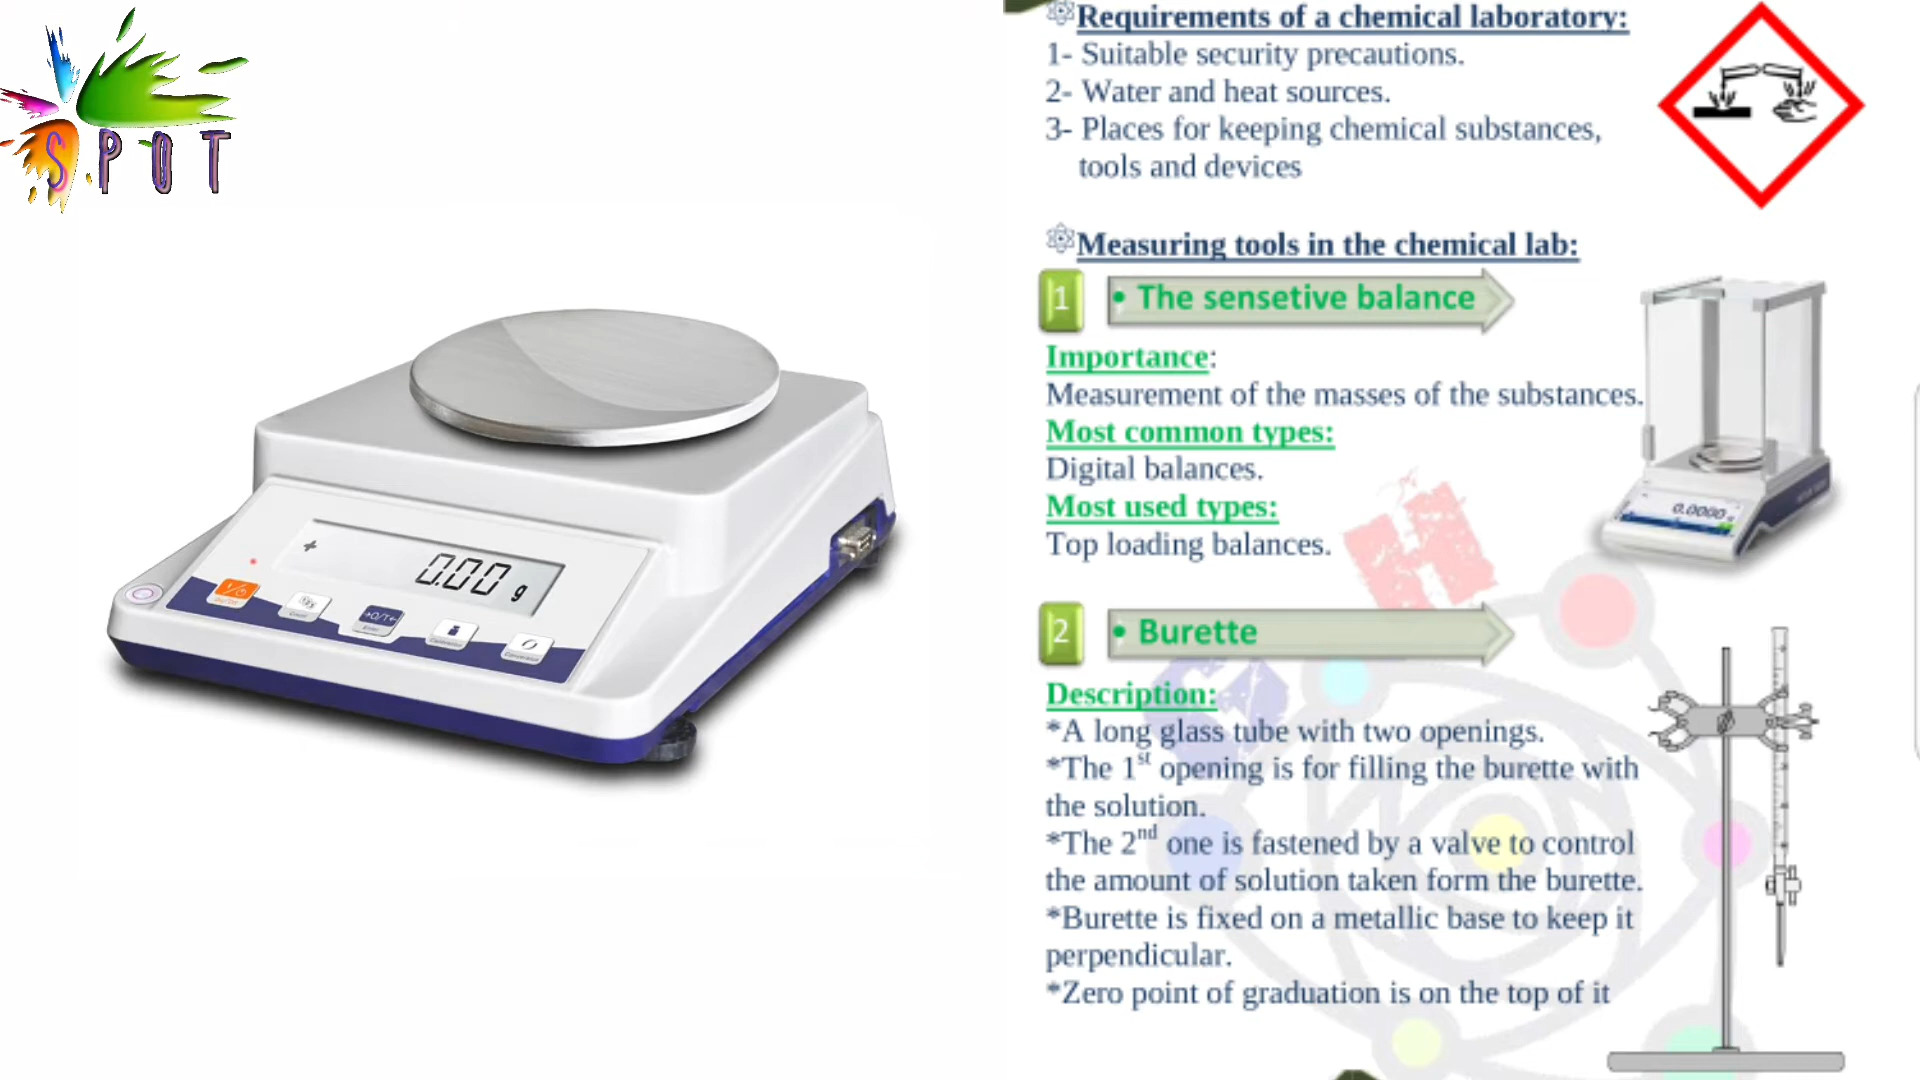 SPOT
0.00 g
Requirements of a chemical laboratory:
1- Suitable security precautions.
2- Water and heat sources.
3- Places for keeping chemical substances,
tools and devices
Measuring tools in the chemical lab:
1
• The sensetive balance
Importance:
Measurement of the masses of the substances.
Most common types:
Digital balances.
Most used types:
Top loading balances.
0.0000 g
2
• Burette
Description:
*A long glass tube with two openings.
*The 1st opening is for filling the burette with
the solution.
*The 2nd one is fastened by a valve to control
the amount of solution taken form the burette.
*Burette is fixed on a metallic base to keep it
perpendicular.
*Zero point of graduation is on the top of it